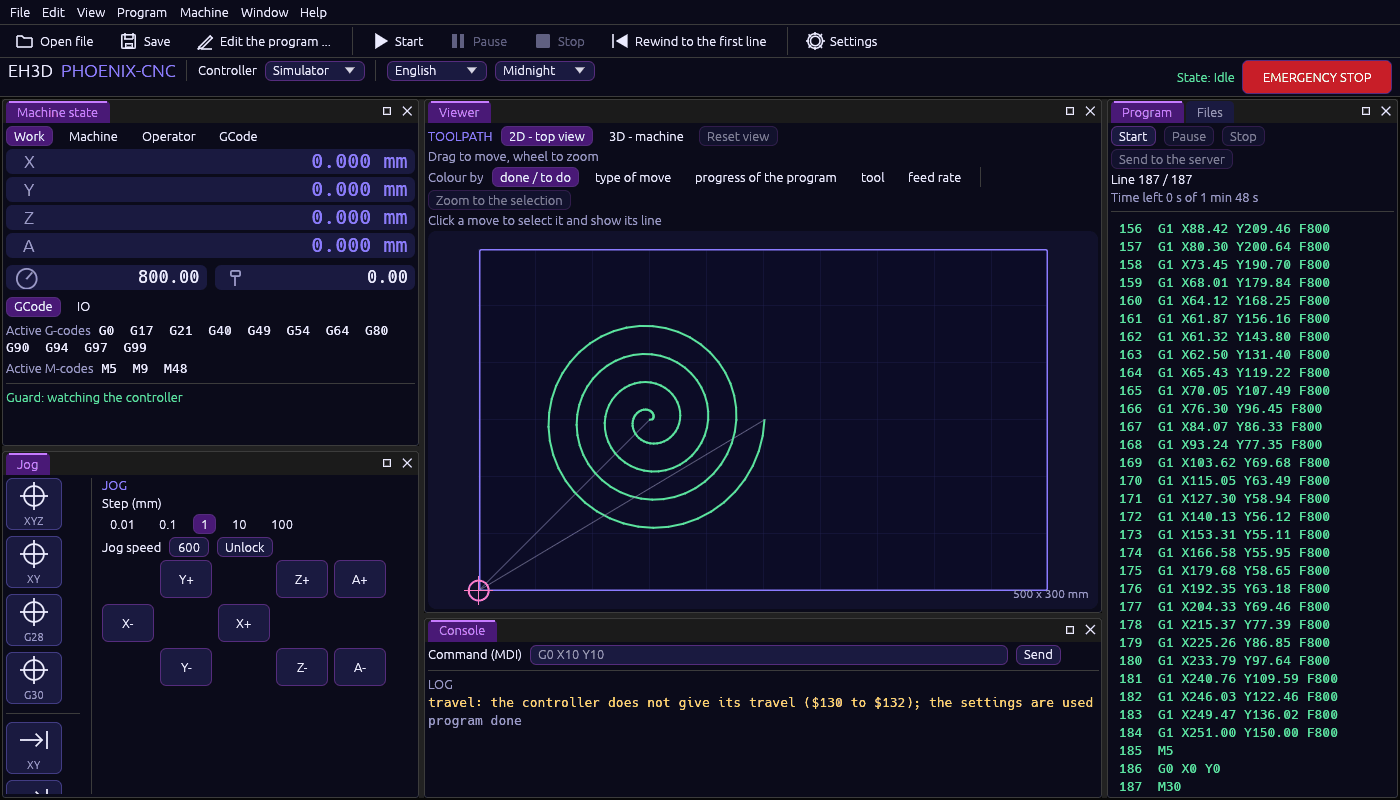 File Edit View Program Machine Window Help
Open file Save Edit the program ... Start Pause Stop Rewind to the first line Settings
EH3D PHOENIX-CNC Controller Simulator English Midnight State: Idle EMERGENCY STOP
Machine state
Work Machine Operator GCode
X 0.000 mm
Y 0.000 mm
Z 0.000 mm
A 0.000 mm
800.00 0.00
GCode IO
Active G-codes G0 G17 G21 G40 G49 G54 G64 G80
G90 G94 G97 G99
Active M-codes M5 M9 M48
Guard: watching the controller
Jog
XYZ
XY
G28
G30
XY
JOG
Step (mm)
0.01 0.1 1 10 100
Jog speed 600 Unlock
Y+ Z+ A+
X- X+
Y- Z- A-
Viewer
TOOLPATH 2D - top view 3D - machine Reset view
Drag to move, wheel to zoom
Colour by done / to do type of move progress of the program tool feed rate
Zoom to the selection
Click a move to select it and show its line
500 x 300 mm
Console
Command (MDI) G0 X10 Y10 Send
LOG
travel: the controller does not give its travel ($130 to $132); the settings are used
program done
Program Files
Start Pause Stop
Send to the server
Line 187 / 187
Time left 0 s of 1 min 48 s
156 G1 X88.42 Y209.46 F800
157 G1 X80.30 Y200.64 F800
158 G1 X73.45 Y190.70 F800
159 G1 X68.01 Y179.84 F800
160 G1 X64.12 Y168.25 F800
161 G1 X61.87 Y156.16 F800
162 G1 X61.32 Y143.80 F800
163 G1 X62.50 Y131.40 F800
164 G1 X65.43 Y119.22 F800
165 G1 X70.05 Y107.49 F800
166 G1 X76.30 Y96.45 F800
167 G1 X84.07 Y86.33 F800
168 G1 X93.24 Y77.35 F800
169 G1 X103.62 Y69.68 F800
170 G1 X115.05 Y63.49 F800
171 G1 X127.30 Y58.94 F800
172 G1 X140.13 Y56.12 F800
173 G1 X153.31 Y55.11 F800
174 G1 X166.58 Y55.95 F800
175 G1 X179.68 Y58.65 F800
176 G1 X192.35 Y63.18 F800
177 G1 X204.33 Y69.46 F800
178 G1 X215.37 Y77.39 F800
179 G1 X225.26 Y86.85 F800
180 G1 X233.79 Y97.64 F800
181 G1 X240.76 Y109.59 F800
182 G1 X246.03 Y122.46 F800
183 G1 X249.47 Y136.02 F800
184 G1 X251.00 Y150.00 F800
185 M5
186 G0 X0 Y0
187 M30